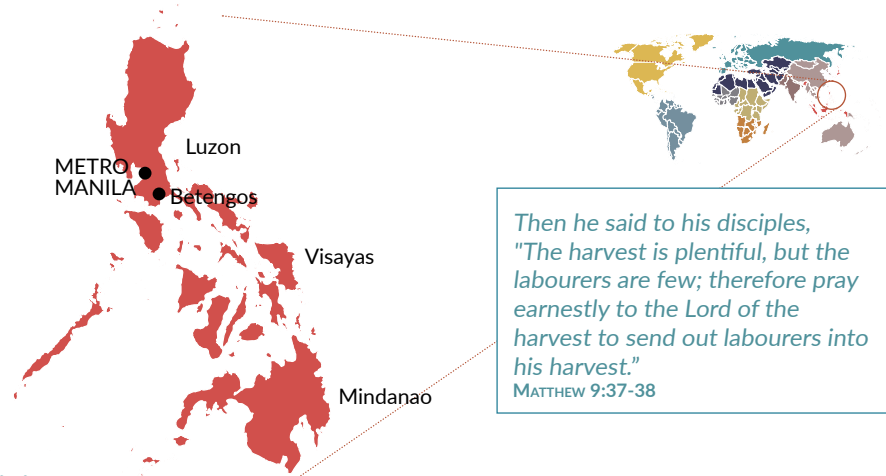 Luzon
METRO
MANILA
Betengos
Visayas
Mindanao
Then he said to his disciples,
"The harvest is plentiful, but the
labourers are few; therefore pray
earnestly to the Lord of the
harvest to send out labourers into
his harvest.”
Matthew 9:37-38